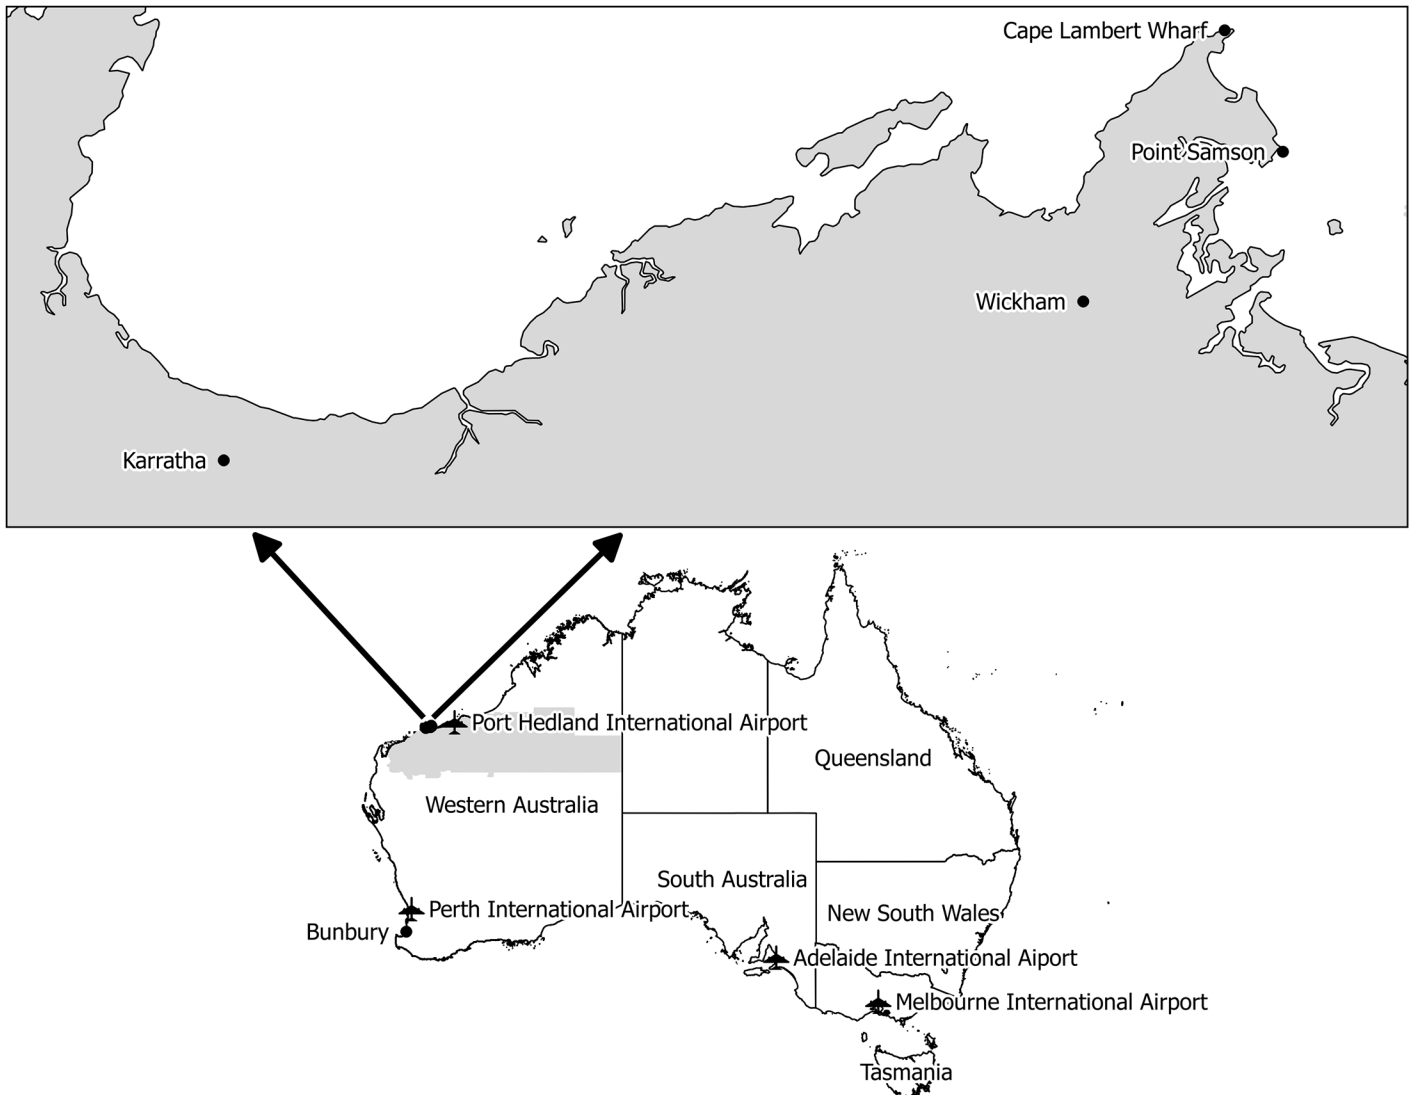 Cape Lambert Wharf
Point Samson
Wickham
Karratha
Port Hedland International Airport
Queensland
Western Australia
South Australia
Perth International Airport
New South Wales
Bunbury
Adelaide International Aiport
Melbourne International Airport
Tasmania